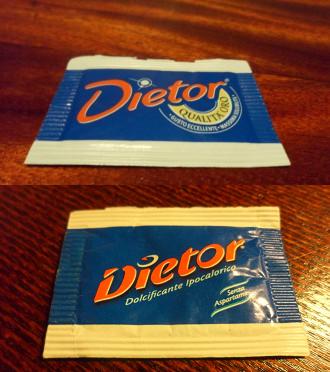 Dietor
QUALITÀ ORO
GUSTO ECCELLENTE
Dietor
Dolcificante Ipocalorico
Senza
Aspartame